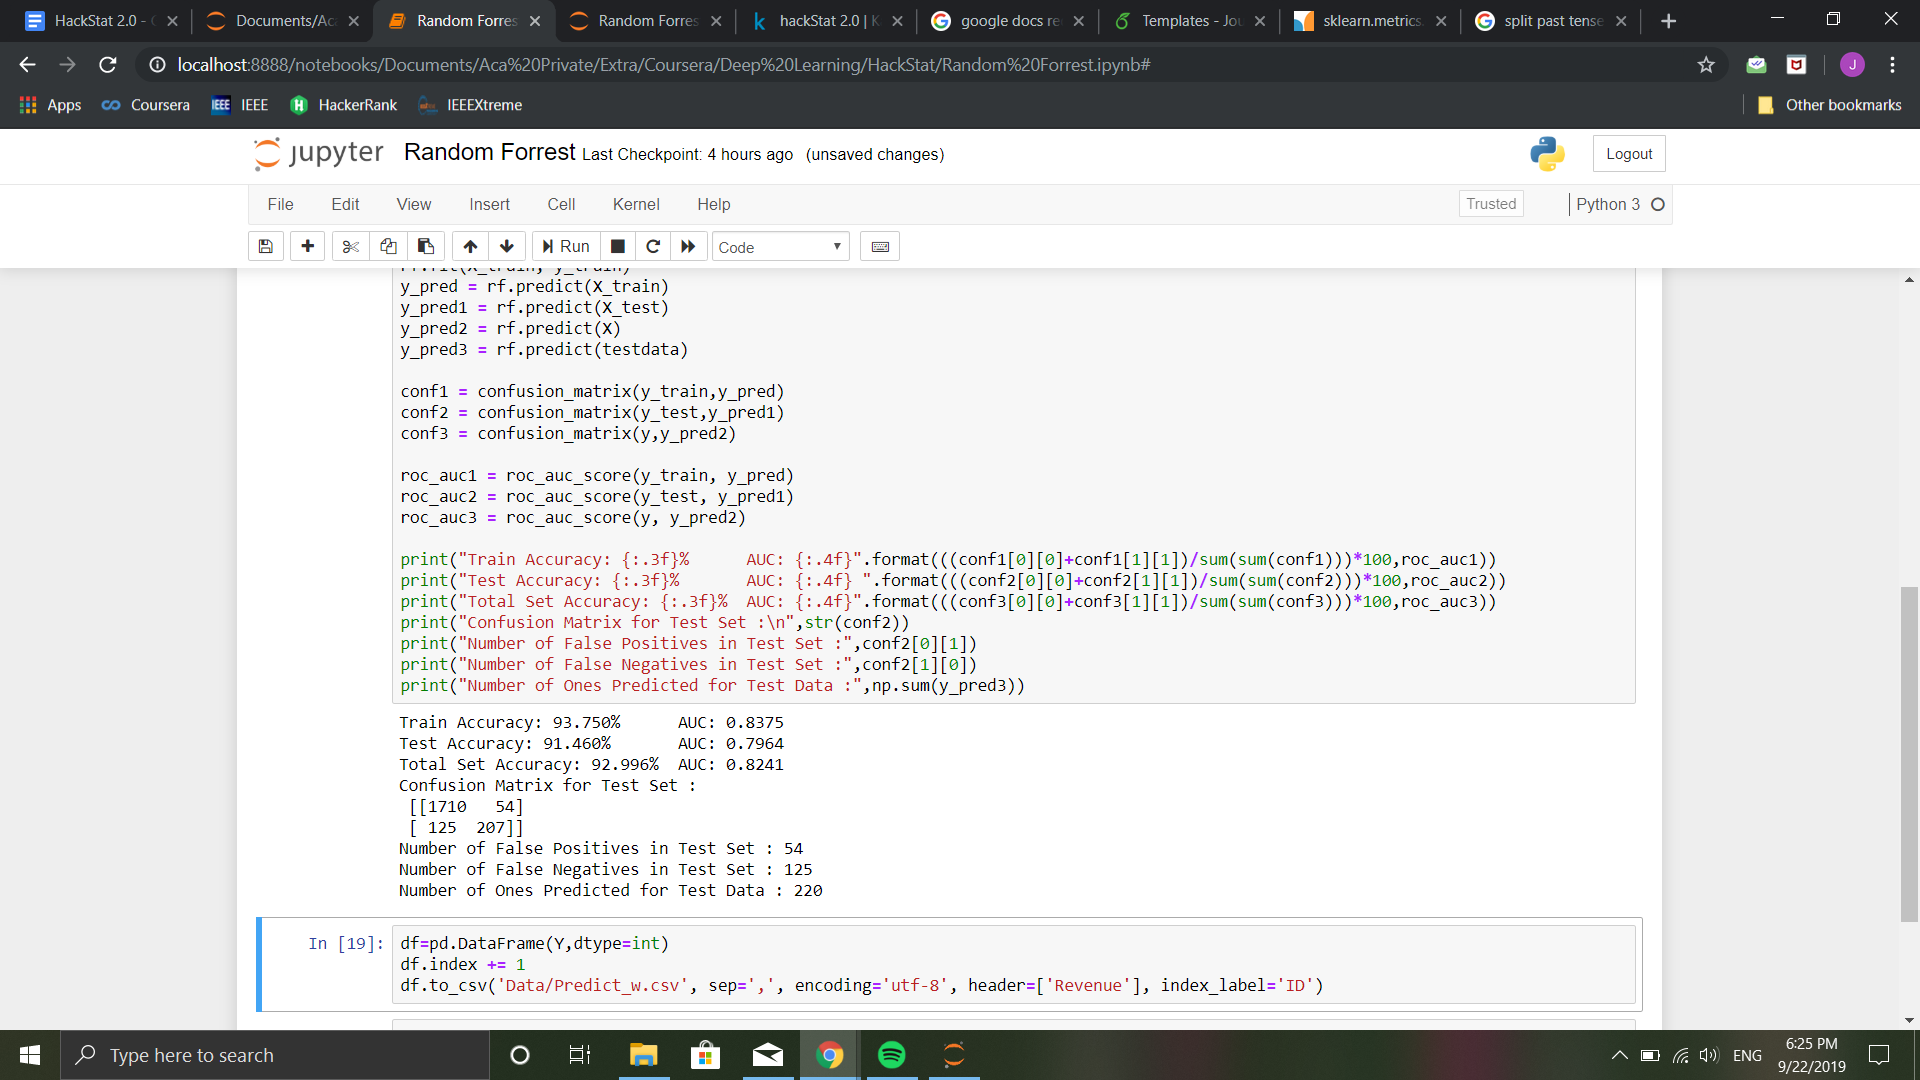 HackStat 2.0 -
Documents/Aca
Random Forres
Random Forres
hackStat 2.0 | K
google docs re
Templates - Jou
sklearn.metrics.
split past tense
localhost:8888/notebooks/Documents/Aca%20Private/Extra/Coursera/Deep%20Learning/HackStat/Random%20Forrest.ipynb#
J
Apps
Coursera
IEEE IEEE
HackerRank
IEEEXtreme
Other bookmarks
jupyter Random Forrest Last Checkpoint: 4 hours ago (unsaved changes)
Logout
File Edit View Insert Cell Kernel Help
Trusted
Python 3
Run
Code
rf.fit(X_train, y_train)
y_pred = rf.predict(X_train)
y_pred1 = rf.predict(X_test)
y_pred2 = rf.predict(X)
y_pred3 = rf.predict(testdata)
conf1 = confusion_matrix(y_train,y_pred)
conf2 = confusion_matrix(y_test,y_pred1)
conf3 = confusion_matrix(y,y_pred2)
roc_auc1 = roc_auc_score(y_train, y_pred)
roc_auc2 = roc_auc_score(y_test, y_pred1)
roc_auc3 = roc_auc_score(y, y_pred2)
print("Train Accuracy: {:.3f}%      AUC: {:.4f}".format(((conf1[0][0]+conf1[1][1])/sum(sum(conf1)))*100,roc_auc1))
print("Test Accuracy: {:.3f}%       AUC: {:.4f} ".format(((conf2[0][0]+conf2[1][1])/sum(sum(conf2)))*100,roc_auc2))
print("Total Set Accuracy: {:.3f}%  AUC: {:.4f}".format(((conf3[0][0]+conf3[1][1])/sum(sum(conf3)))*100,roc_auc3))
print("Confusion Matrix for Test Set :\n",str(conf2))
print("Number of False Positives in Test Set :",conf2[0][1])
print("Number of False Negatives in Test Set :",conf2[1][0])
print("Number of Ones Predicted for Test Data :",np.sum(y_pred3))
Train Accuracy: 93.750%      AUC: 0.8375
Test Accuracy: 91.460%       AUC: 0.7964
Total Set Accuracy: 92.996%  AUC: 0.8241
Confusion Matrix for Test Set :
[[1710   54]
[ 125  207]]
Number of False Positives in Test Set : 54
Number of False Negatives in Test Set : 125
Number of Ones Predicted for Test Data : 220
In [19]:
df=pd.DataFrame(Y,dtype=int)
df.index += 1
df.to_csv('Data/Predict_w.csv', sep=',', encoding='utf-8', header=['Revenue'], index_label='ID')
Type here to search
ENG
6:25 PM
9/22/2019